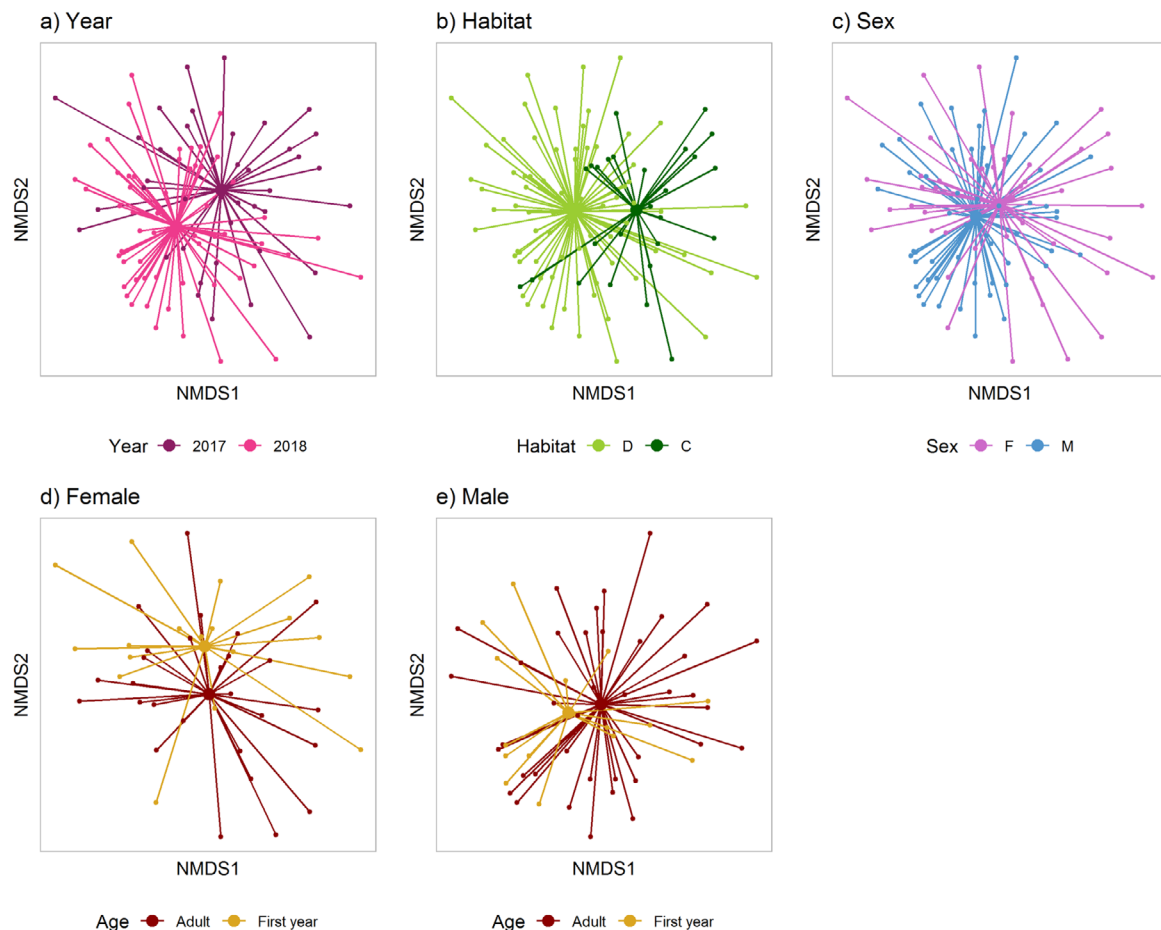 a) Year
b) Habitat
c) Sex
NMDS2
NMDS2
NMDS2
NMDS1
NMDS1
NMDS1
Year 2017 2018
Habitat D C
Sex F M
d) Female
e) Male
NMDS2
NMDS2
NMDS1
NMDS1
Age Adult First year
Age Adult First year